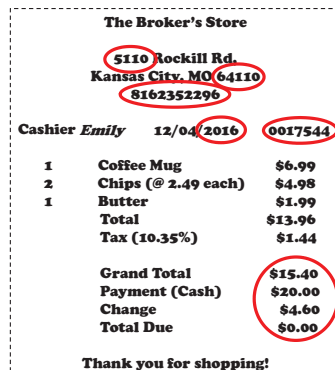 The Broker's Store
5110 Rockill Rd.
Kansas City, MO 64110
8162352296
Cashier Emily 12/04/2016 0017544
1 Coffee Mug $6.99
2 Chips (@ 2.49 each) $4.98
1 Butter $1.99
Total $13.96
Tax (10.35%) $1.44
Grand Total $15.40
Payment (Cash) $20.00
Change $4.60
Total Due $0.00
Thank you for shopping!